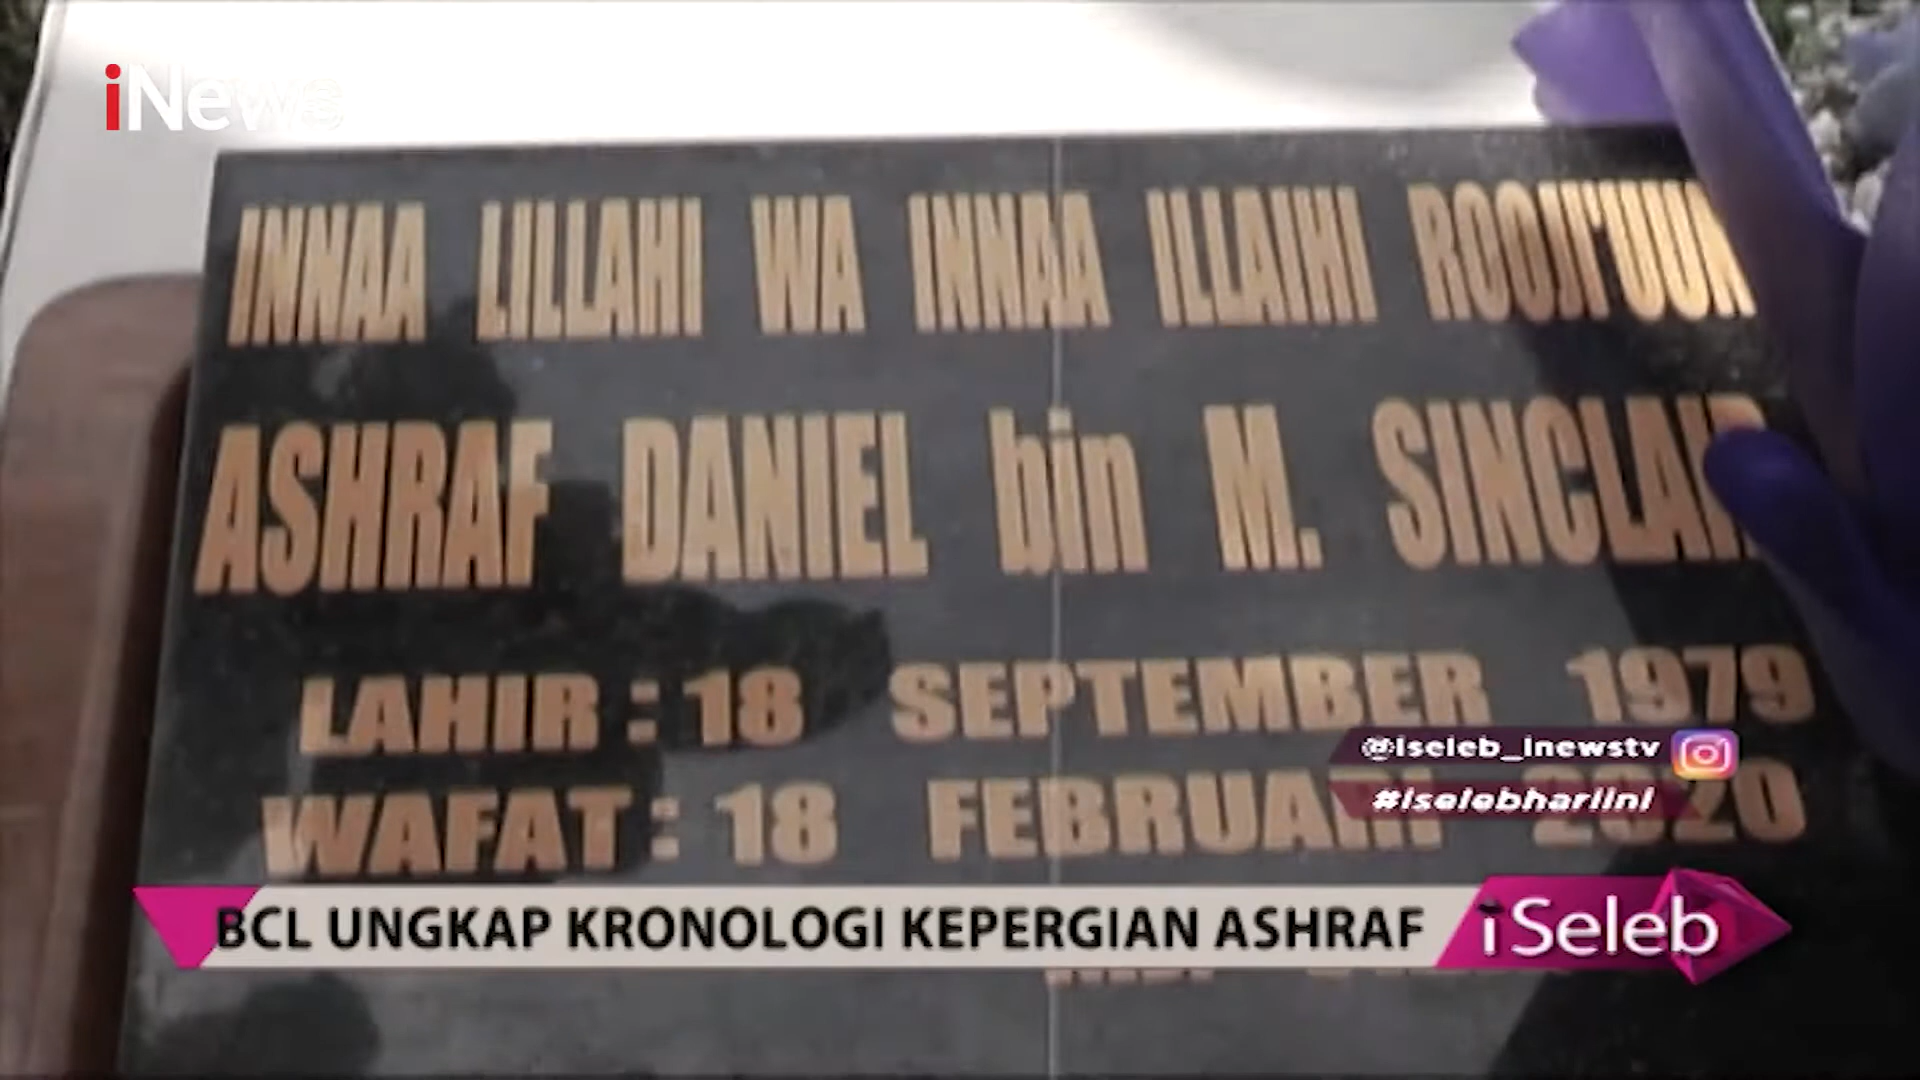 iNews
INNAA LILLAHI WA INNAA ILLAIHI ROOJI'UUN
ASHRAF DANIEL bin M. SINCLAIR
LAHIR : 18 SEPTEMBER 1979
@iseleb_inewstv
WAFAT : 18 FEBRUARI 2020
#iselebhariini
BCL UNGKAP KRONOLOGI KEPERGIAN ASHRAF
iSeleb